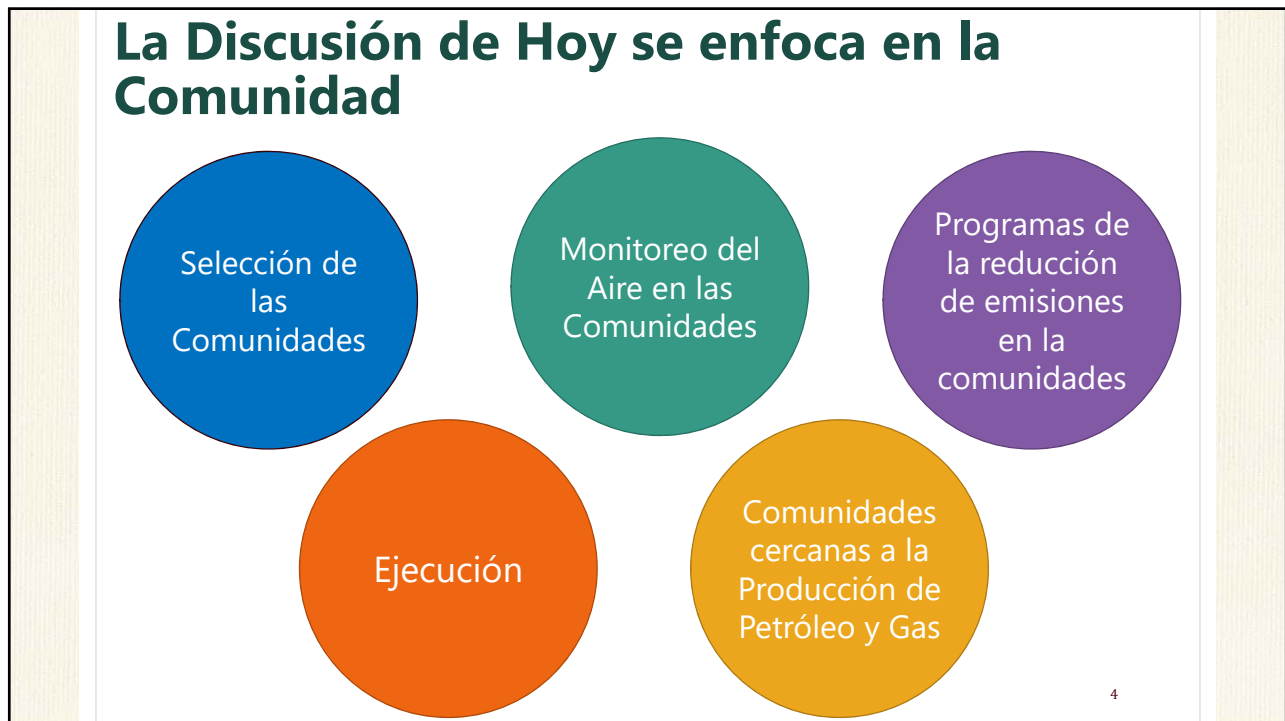 La Discusión de Hoy se enfoca en la
Comunidad
Selección de
las
Comunidades
Monitoreo del
Aire en las
Comunidades
Programas de
la reducción
de emisiones
en la
comunidades
Ejecución
Comunidades
cercanas a la
Producción de
Petróleo y Gas
4